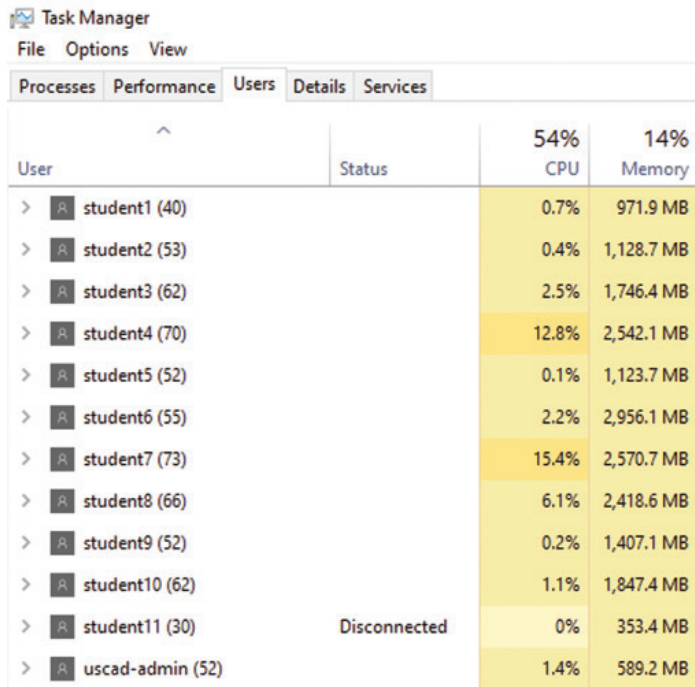 Task Manager
File Options View
Processes Performance Users Details Services
54% 14%
User Status CPU Memory
student1 (40) 0.7% 971.9 MB
student2 (53) 0.4% 1,128.7 MB
student3 (62) 2.5% 1,746.4 MB
student4 (70) 12.8% 2,542.1 MB
student5 (52) 0.1% 1,123.7 MB
student6 (55) 2.2% 2,956.1 MB
student7 (73) 15.4% 2,570.7 MB
student8 (66) 6.1% 2,418.6 MB
student9 (52) 0.2% 1,407.1 MB
student10 (62) 1.1% 1,847.4 MB
student11 (30) Disconnected 0% 353.4 MB
uscad-admin (52) 1.4% 589.2 MB